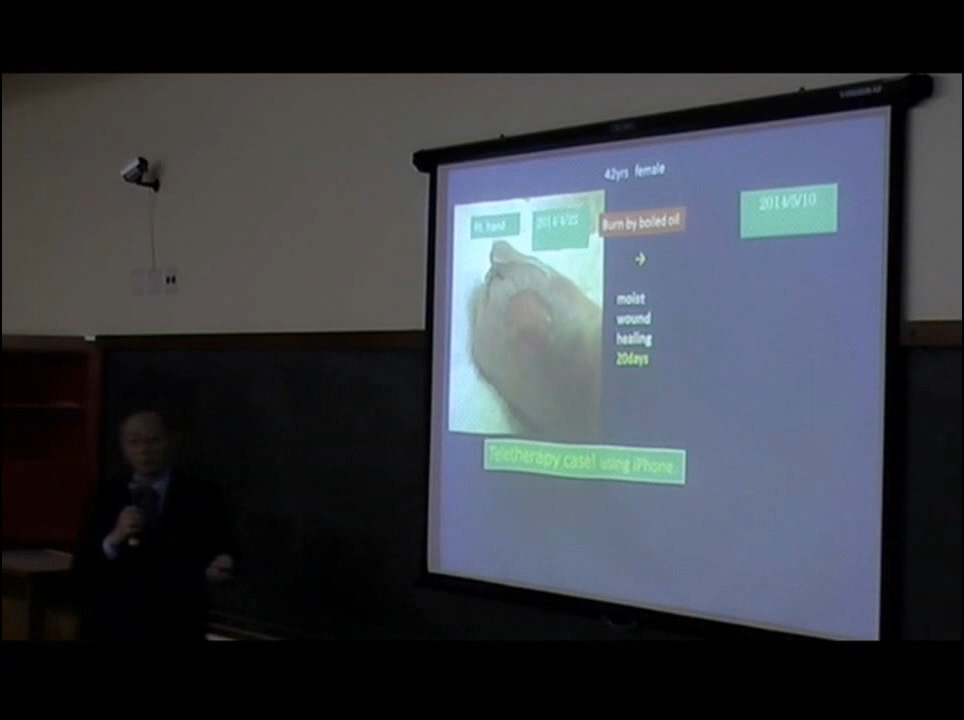 42yrs female
Rt. hand
Burn by boiled oil
2014/5/10
→
moist
wound
healing
20days
Teletherapy case! using iPhone.